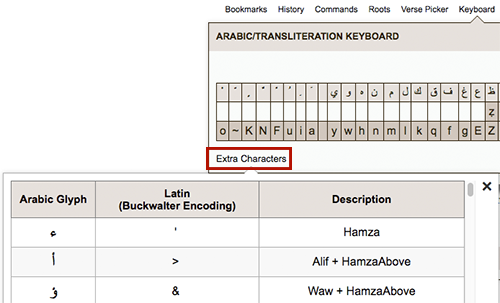 Bookmarks History Commands Roots Verse Picker Keyboard
ARABIC/TRANSLITERATION KEYBOARD
ظ ع غ ف ق ك ل م ن ه و ي
ẓ
o ~ K N F u i a y w h n m l k q f g E Z
Extra Characters
Arabic Glyph Latin (Buckwalter Encoding) Description
ء ' Hamza
أ > Alif + HamzaAbove
ؤ & Waw + HamzaAbove